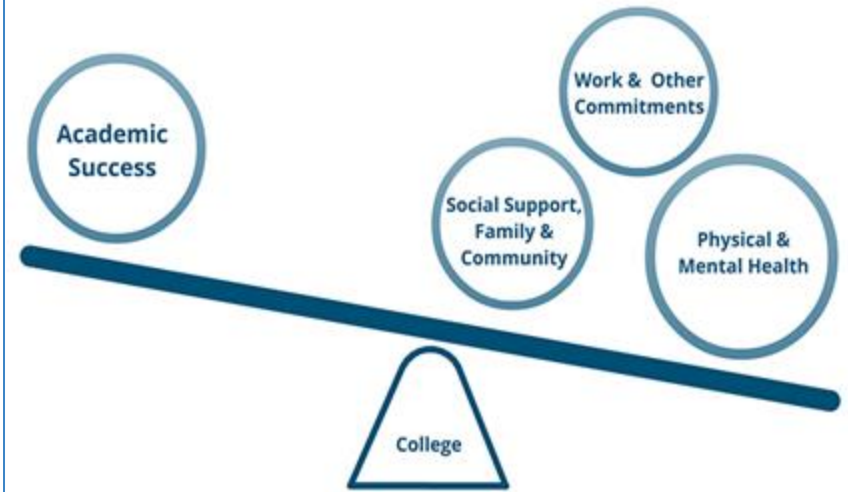 Academic
Success
Work & Other
Commitments
Social Support,
Family &
Community
Physical &
Mental Health
College